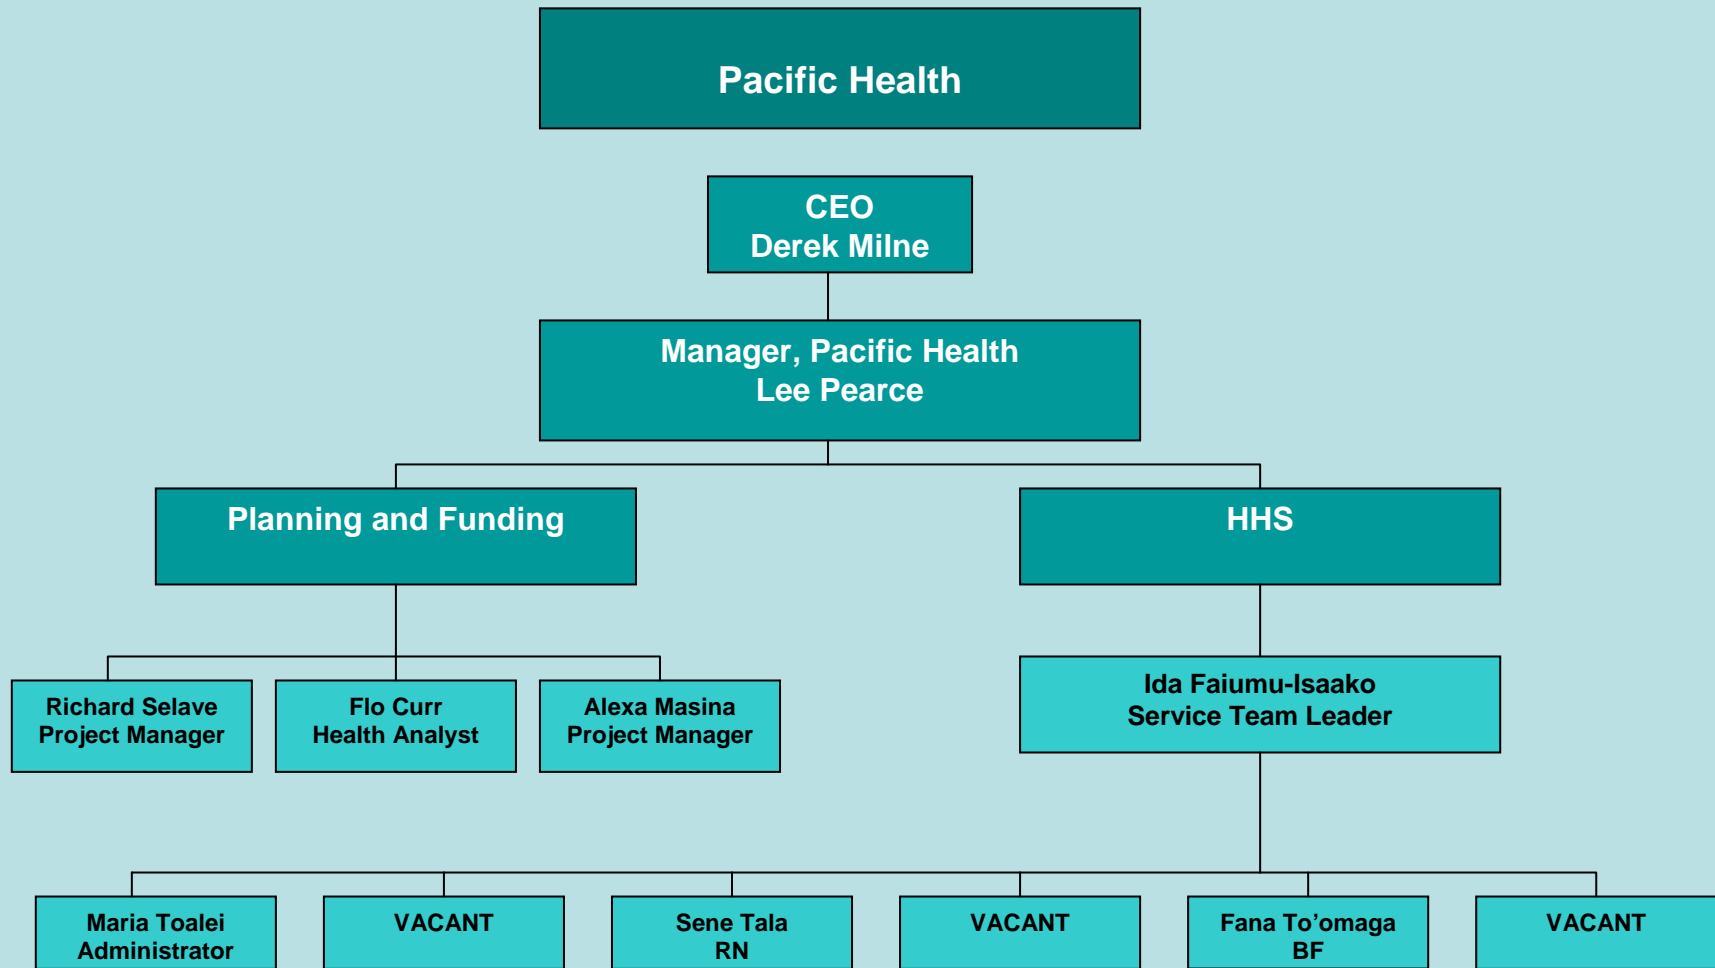 Pacific Health
CEO
Derek Milne
Manager, Pacific Health
Lee Pearce
Planning and Funding
HHS
Richard Selave
Project Manager
Flo Curr
Health Analyst
Alexa Masina
Project Manager
Ida Faiumu-Isaako
Service Team Leader
Maria Toalei
Administrator
VACANT
Sene Tala
RN
VACANT
Fana To’omaga
BF
VACANT